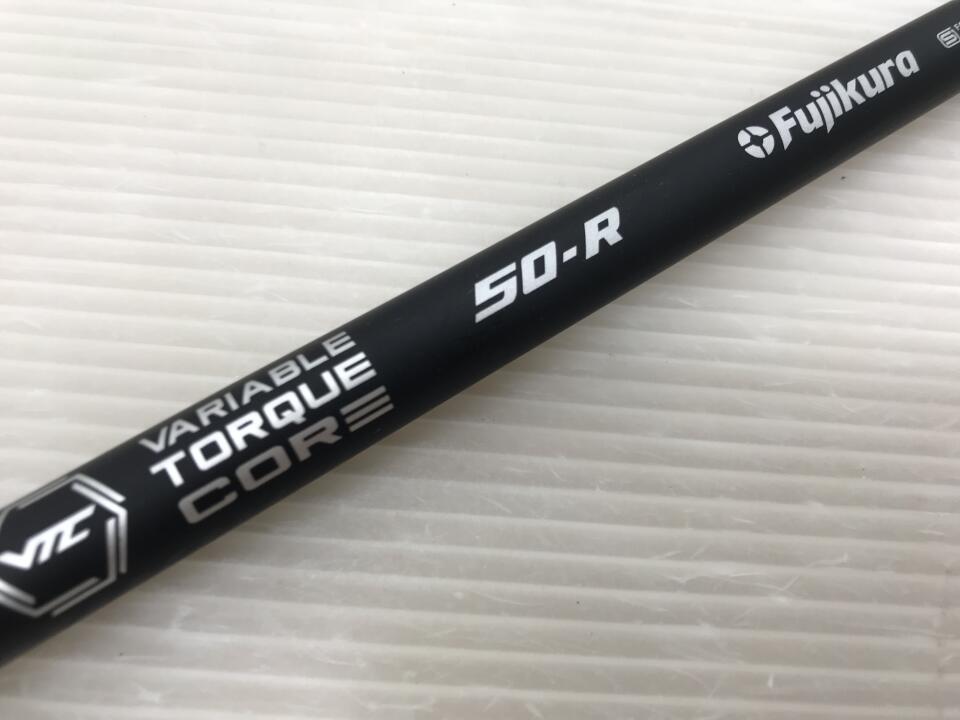 VTC
VARIABLE
TORQUE
CORE
50-R
Fujikura